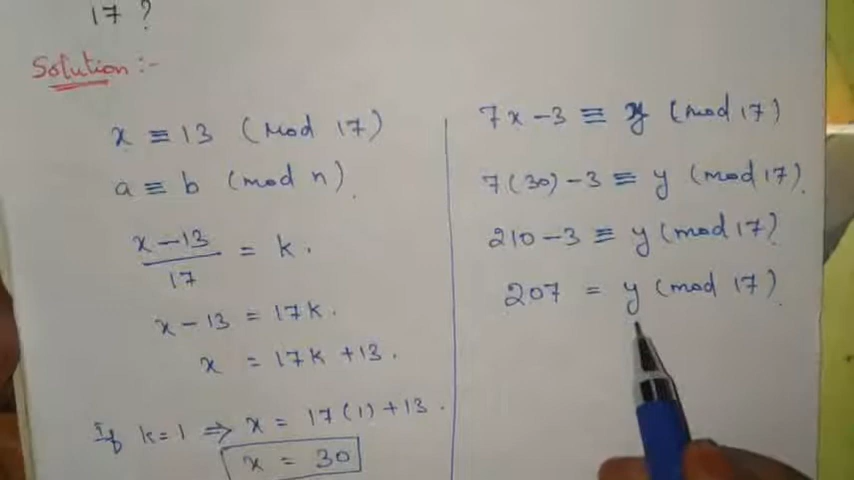 17 ?
Solution :-
x ≡ 13 (Mod 17)
a ≡ b (mod n).
x - 13 / 17 = k.
x - 13 = 17k.
x = 17k + 13.
If k=1 ⇒ x = 17(1) + 13.
x = 30
7x - 3 ≡ y (mod 17)
7(30) - 3 ≡ y (mod 17).
210 - 3 ≡ y (mod 17)
207 = y (mod 17).